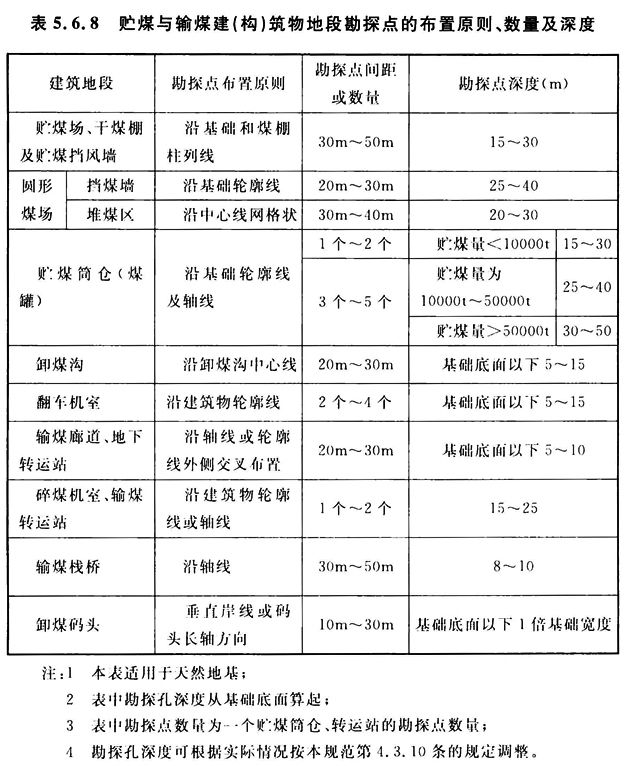 表 5.6.8 贮煤与输煤建(构)筑物地段勘探点的布置原则、数量及深度
建筑地段 勘探点布置原则 勘探点间距 勘探点深度(m)
或数量
贮煤场、干煤棚 沿基础和煤棚 30m～50m 15～30
及贮煤挡风墙 柱列线
圆形 挡煤墙 沿基础轮廓线 20m～30m 25～40
煤场 堆煤区 沿中心线网格状 30m～40m 20～30
贮煤筒仓(煤 沿基础轮廓线 1个～2个 贮煤量<10000t 15～30
罐) 及轴线 3个～5个 贮煤量为 25～40
10000t～50000t
贮煤量>50000t 30～50
卸煤沟 沿卸煤沟中心线 20m～30m 基础底面以下5～15
翻车机室 沿建筑物轮廓线 2个～4个 基础底面以下5～15
输煤廊道、地下 沿轴线或轮廓 20m～30m 基础底面以下5～10
转运站 线外侧交叉布置
碎煤机室、输煤 沿建筑物轮廓 1个～2个 15～25
转运站 线或轴线
输煤栈桥 沿轴线 30m～50m 8～10
卸煤码头 垂直岸线或码 10m～30m 基础底面以下1倍基础宽度
头长轴方向
注:1 本表适用于天然地基;
2 表中勘探孔深度从基础底面算起;
3 表中勘探点数量为一个贮煤筒仓、转运站的勘探点数量;
4 勘探孔深度可根据实际情况按本规范第4.3.10条的规定调整。